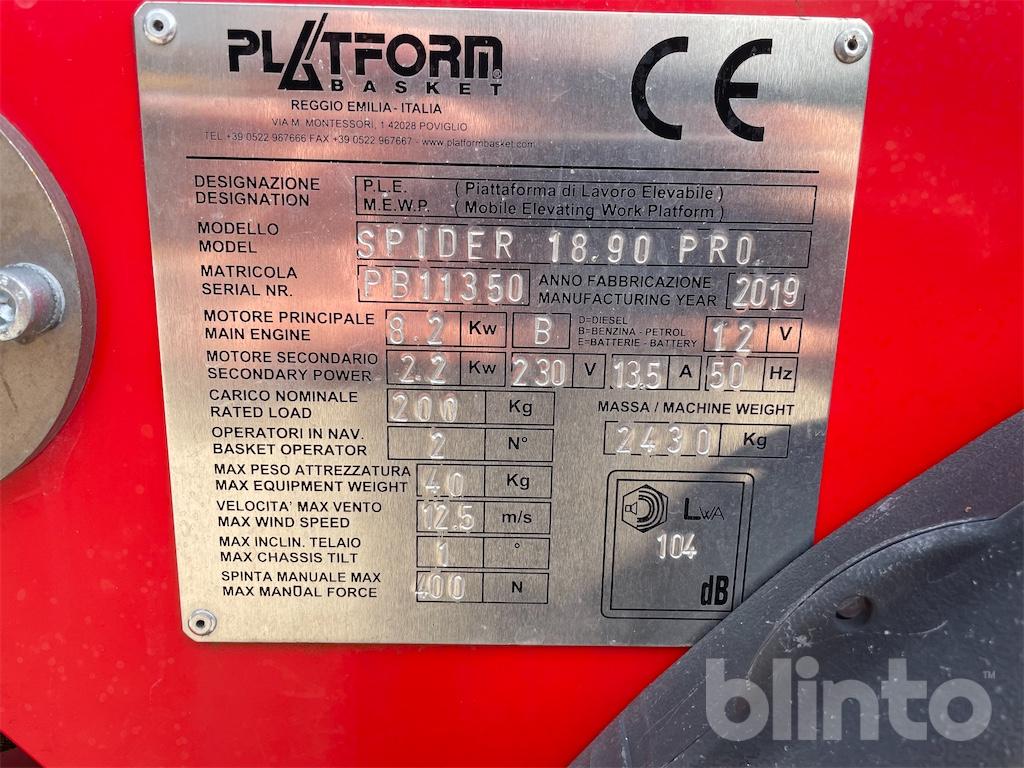 PLATFORM ®
BASKET
CE
REGGIO EMILIA - ITALIA
VIA M. MONTESSORI, 1 42028 POVIGLIO
TEL +39 0522 967666 FAX +39 0522 967667 - www.platformbasket.com
DESIGNAZIONE P.L.E. ( Piattaforma di Lavoro Elevabile )
DESIGNATION M.E.W.P. ( Mobile Elevating Work Platform )
MODELLO
MODEL SPIDER 18.90 PRO
MATRICOLA ANNO FABBRICAZIONE
SERIAL NR. PB11350 MANUFACTURING YEAR 2019
MOTORE PRINCIPALE D=DIESEL
MAIN ENGINE 8.2 Kw B B=BENZINA - PETROL 12 V
E=BATTERIE - BATTERY
MOTORE SECONDARIO
SECONDARY POWER 2.2 Kw 230 V 13.5 A 50 Hz
CARICO NOMINALE
RATED LOAD 200 Kg MASSA / MACHINE WEIGHT
OPERATORI IN NAV.
BASKET OPERATOR 2 N° 2430 Kg
MAX PESO ATTREZZATURA
MAX EQUIPMENT WEIGHT 40 Kg
VELOCITA' MAX VENTO
MAX WIND SPEED 12.5 m/s LWA
MAX INCLIN. TELAIO
MAX CHASSIS TILT 1 ° 104
SPINTA MANUALE MAX
MAX MANUAL FORCE 400 N dB
blinto™